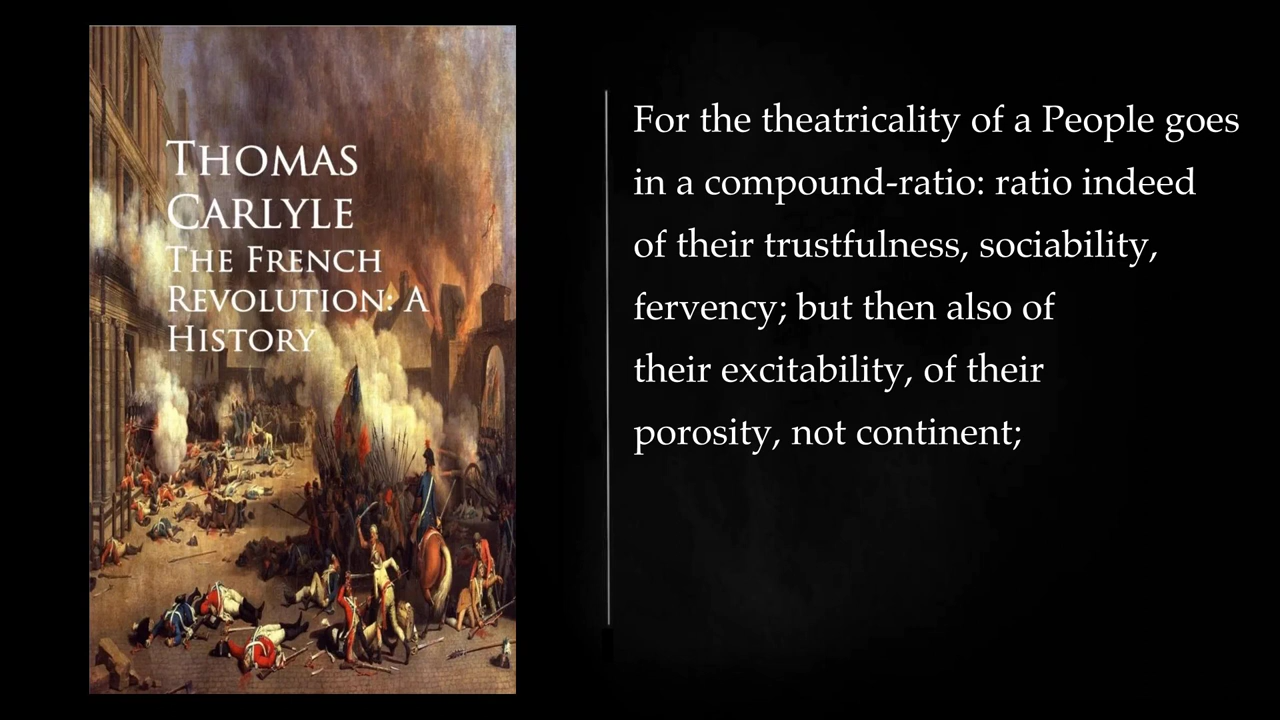 THOMAS
CARLYLE
THE FRENCH
REVOLUTION: A
HISTORY
For the theatricality of a People goes
in a compound-ratio: ratio indeed
of their trustfulness, sociability,
fervency; but then also of
their excitability, of their
porosity, not continent;